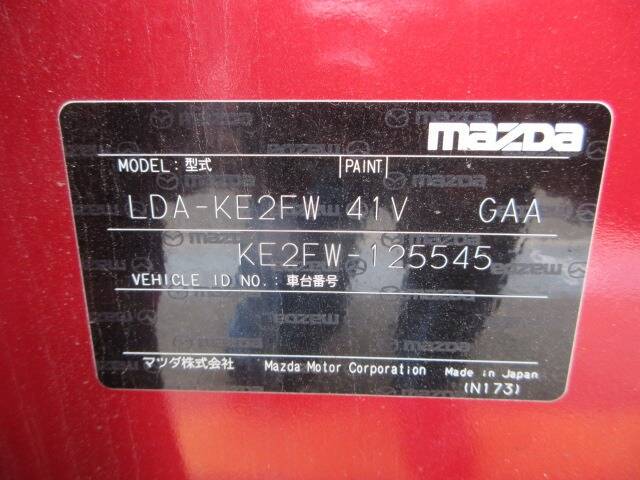 mazda
MODEL:型式 PAINT
LDA-KE2FW 41V GAA
KE2FW-125545
VEHICLE ID NO.:車台番号
マツダ株式会社 Mazda Motor Corporation Made in Japan
(N173)